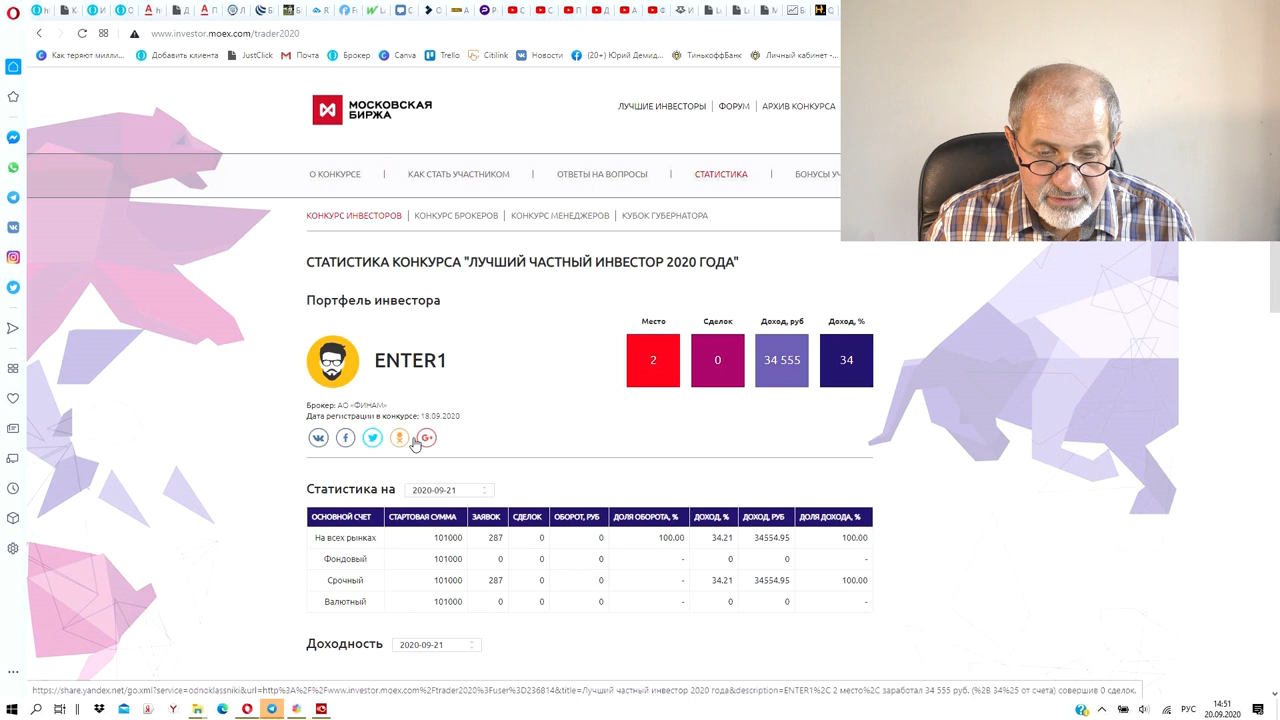 www.investor.moex.com/trader2020
Как теряют милли...
Добавить клиента
JustClick
Почта
Брокер
Canva
Trello
Citilink
Новости
(20+) Юрий Демид...
ТинькоффБанк
Личный кабинет -...
МОСКОВСКАЯ
БИРЖА
ЛУЧШИЕ ИНВЕСТОРЫ | ФОРУМ | АРХИВ КОНКУРСА
О КОНКУРСЕ | КАК СТАТЬ УЧАСТНИКОМ | ОТВЕТЫ НА ВОПРОСЫ | СТАТИСТИКА | БОНУСЫ УЧ
КОНКУРС ИНВЕСТОРОВ | КОНКУРС БРОКЕРОВ | КОНКУРС МЕНЕДЖЕРОВ | КУБОК ГУБЕРНАТОРА
СТАТИСТИКА КОНКУРСА "ЛУЧШИЙ ЧАСТНЫЙ ИНВЕСТОР 2020 ГОДА"
Портфель инвестора
Место Сделок Доход, руб Доход, %
2 0 34 555 34
ENTER1
Брокер: АО «ФИНАМ»
Дата регистрации в конкурсе: 18.09.2020
Статистика на 2020-09-21
ОСНОВНОЙ СЧЕТ СТАРТОВАЯ СУММА ЗАЯВОК СДЕЛОК ОБОРОТ, РУБ ДОЛЯ ОБОРОТА, % ДОХОД, % ДОХОД, РУБ ДОЛЯ ДОХОДА, %
На всех рынках 101000 287 0 0 100.00 34.21 34554.95 100.00
Фондовый 101000 0 0 0 - 0 0 -
Срочный 101000 287 0 0 - 34.21 34554.95 100.00
Валютный 101000 0 0 0 - 0 0 -
Доходность 2020-09-21
https://share.yandex.net/go.xml?service=odnoklassniki&url=http%3A%2F%2Fwww.investor.moex.com%2Ftrader2020%3Fuser%3D236814&title=Лучший частный инвестор 2020 года&description=ENTER1%2C 2 место%2C заработал 34 555 руб. (%2B 34%25 от счета) совершив 0 сделок.
РУС
14:51
20.09.2020